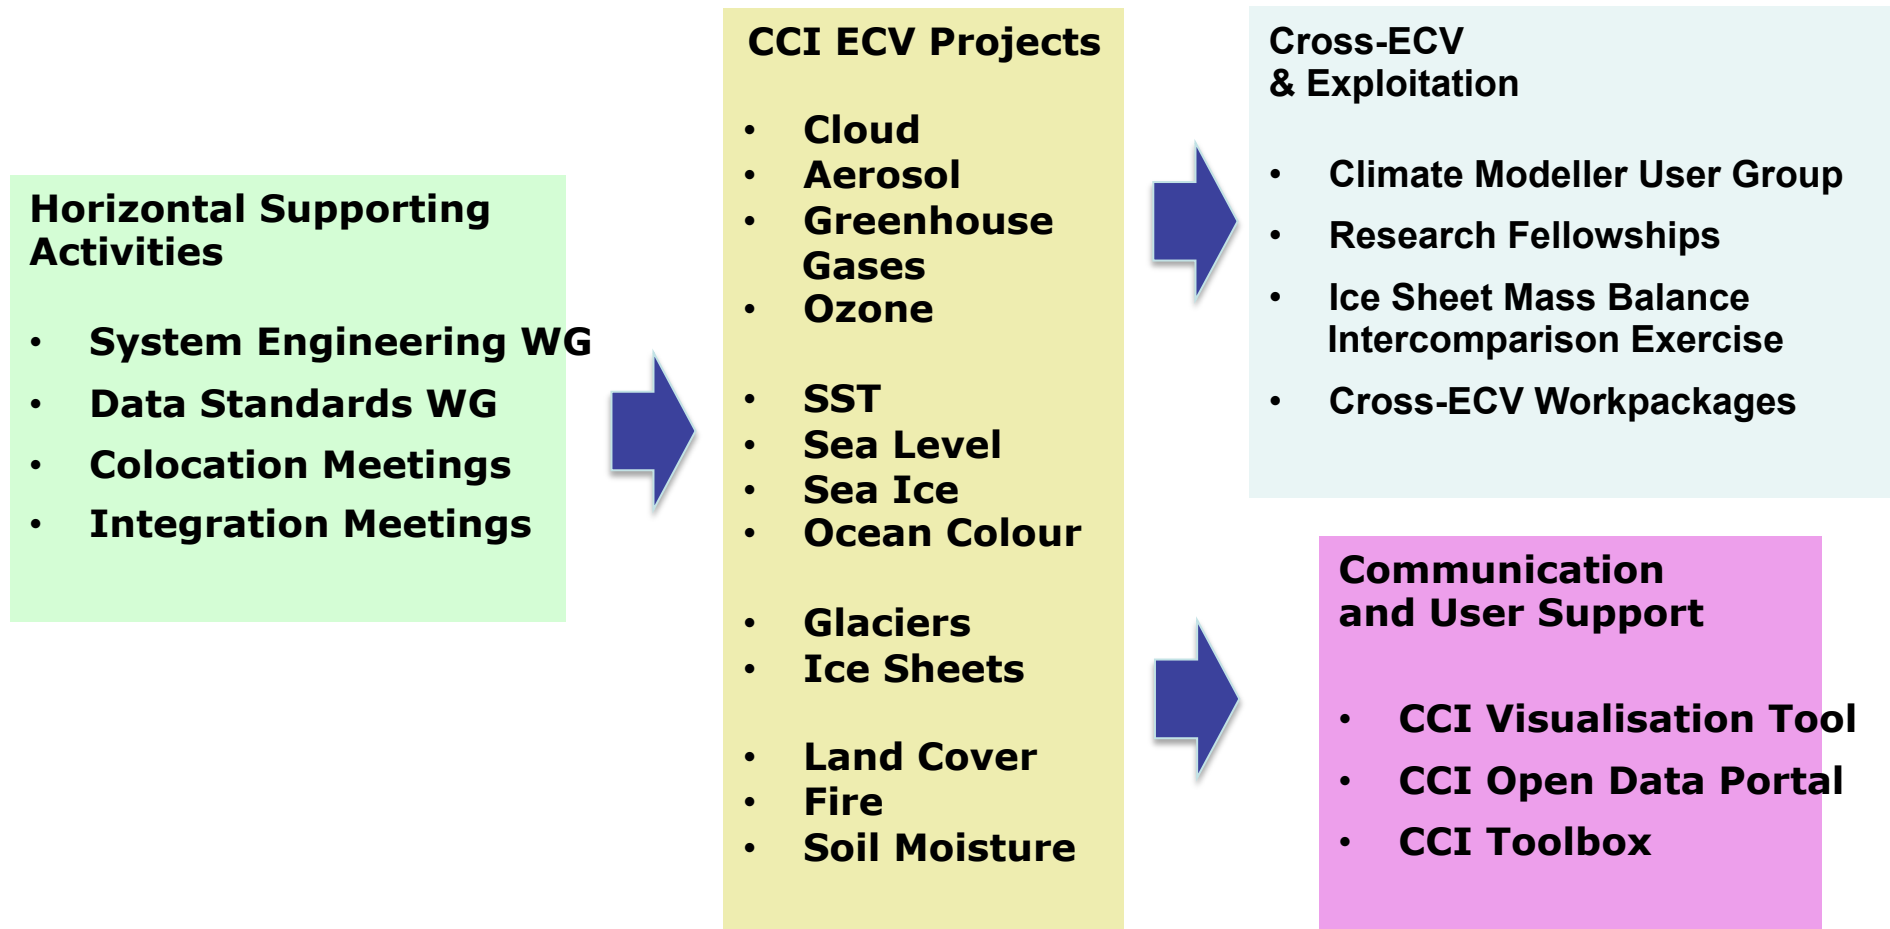 Horizontal Supporting
Activities
• System Engineering WG
• Data Standards WG
• Colocation Meetings
• Integration Meetings
CCI ECV Projects
• Cloud
• Aerosol
• Greenhouse
Gases
• Ozone
• SST
• Sea Level
• Sea Ice
• Ocean Colour
• Glaciers
• Ice Sheets
• Land Cover
• Fire
• Soil Moisture
Cross-ECV
& Exploitation
• Climate Modeller User Group
• Research Fellowships
• Ice Sheet Mass Balance
Intercomparison Exercise
• Cross-ECV Workpackages
Communication
and User Support
• CCI Visualisation Tool
• CCI Open Data Portal
• CCI Toolbox